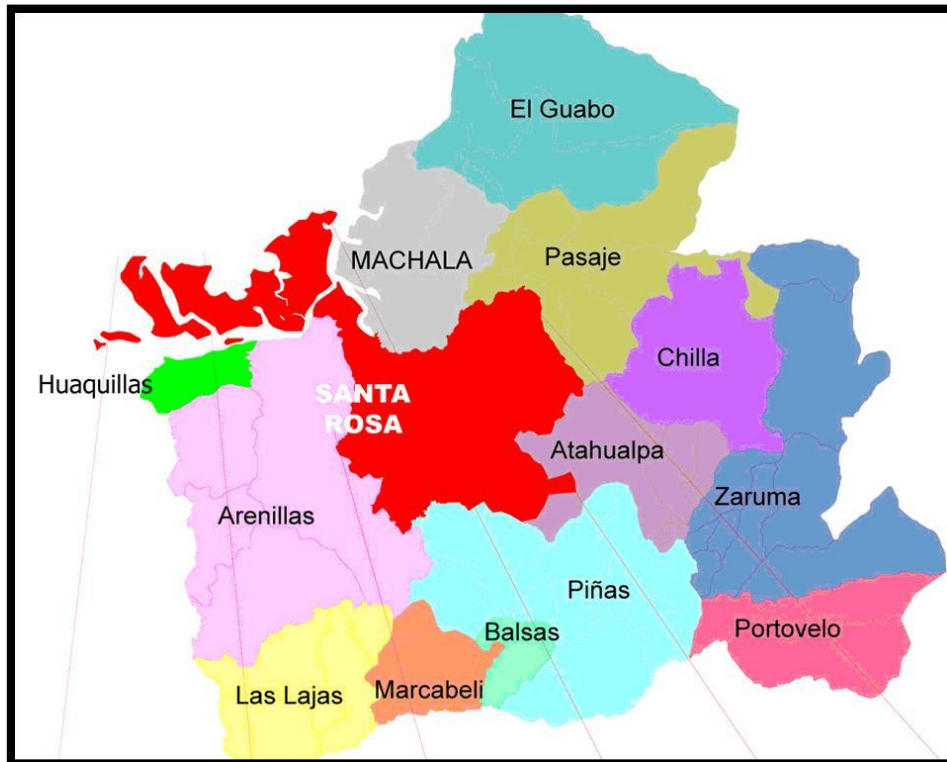 El Guabo
MACHALA
Pasaje
Chilla
Huaquillas
SANTA
ROSA
Atahualpa
Zaruma
Arenillas
Piñas
Balsas
Portovelo
Las Lajas
Marcabeli